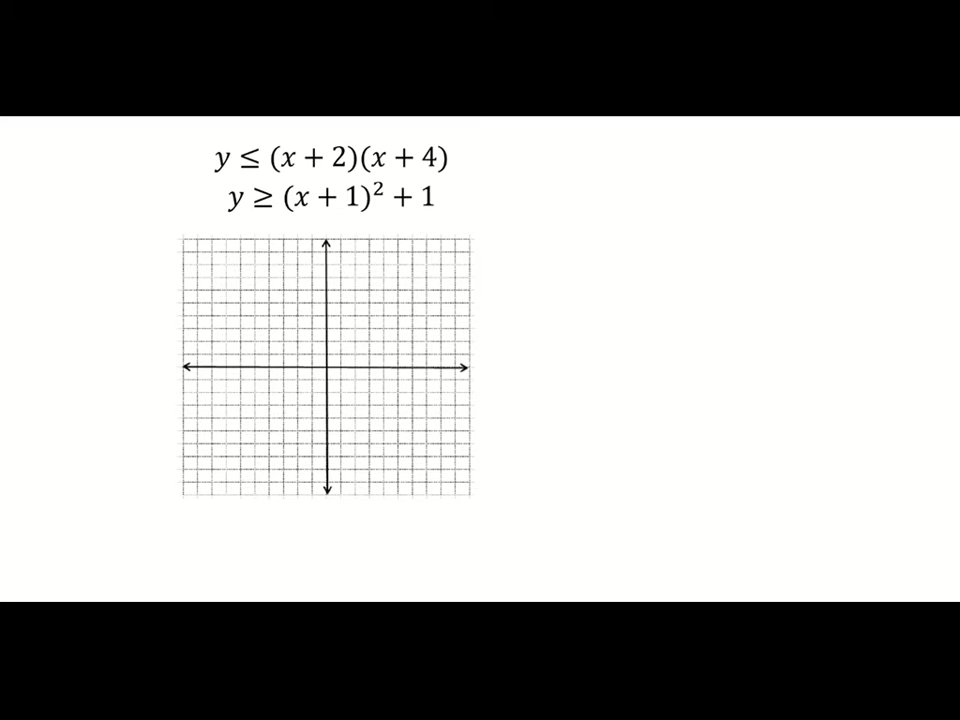 y ≤ (x + 2)(x + 4)
y ≥ (x + 1)² + 1